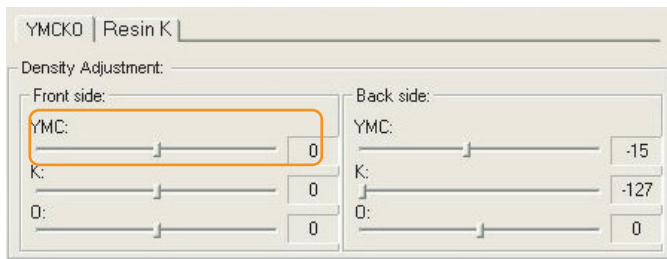 YMCKO Resin K
Density Adjustment:
Front side:
YMC:
0
K:
0
O:
0
Back side:
YMC:
-15
K:
-127
O:
0